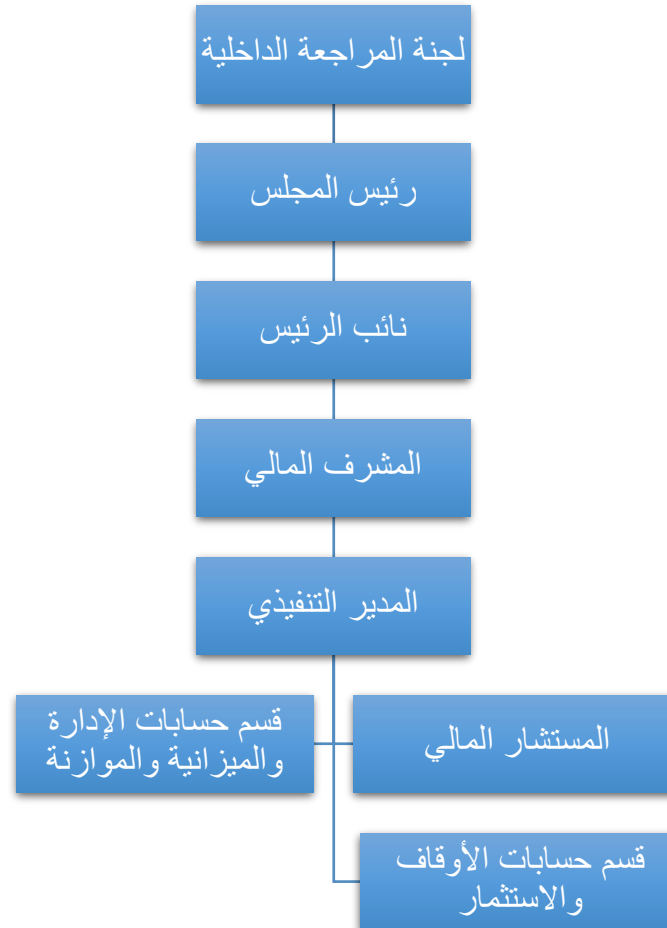 لجنة المراجعة الداخلية
رئيس المجلس
نائب الرئيس
المشرف المالي
المدير التنفيذي
المستشار المالي
قسم حسابات الإدارة
والميزانية والموازنة
قسم حسابات الأوقاف
والاستثمار